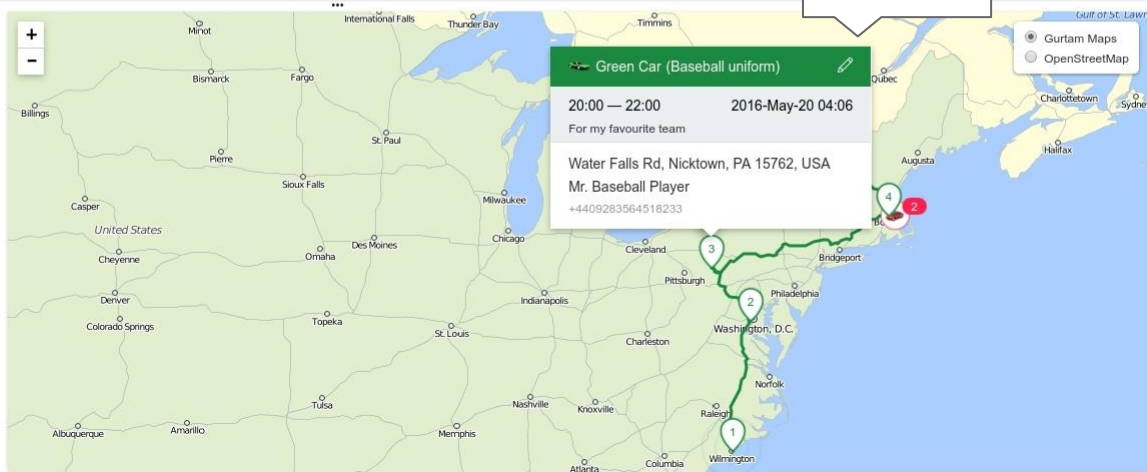 •••
+
−
Gurtam Maps
OpenStreetMap
Green Car (Baseball uniform)
20:00 — 22:00 2016-May-20 04:06
For my favourite team
Water Falls Rd, Nicktown, PA 15762, USA
Mr. Baseball Player
+4409283564518233
International Falls
Thunder Bay
Timmins
Gulf of St. Lawr
Minot
Bismarck
Fargo
Qubec
Charlottetown
Sydne
Billings
St. Paul
Halifax
Pierre
Augusta
Sioux Falls
Casper
Milwaukee
4
2
United States
Chicago
Des Moines
Cheyenne
Omaha
Cleveland
3
Bridgeport
Pittsburgh
Denver
Indianapolis
2
Philadelphia
Colorado Springs
Topeka
St. Louis
Washington, D.C.
Charleston
Norfolk
Tulsa
Nashville
Knoxville
Raleigh
Albuquerque
Amarillo
Memphis
1
Wilmington
Columbia
Atlanta